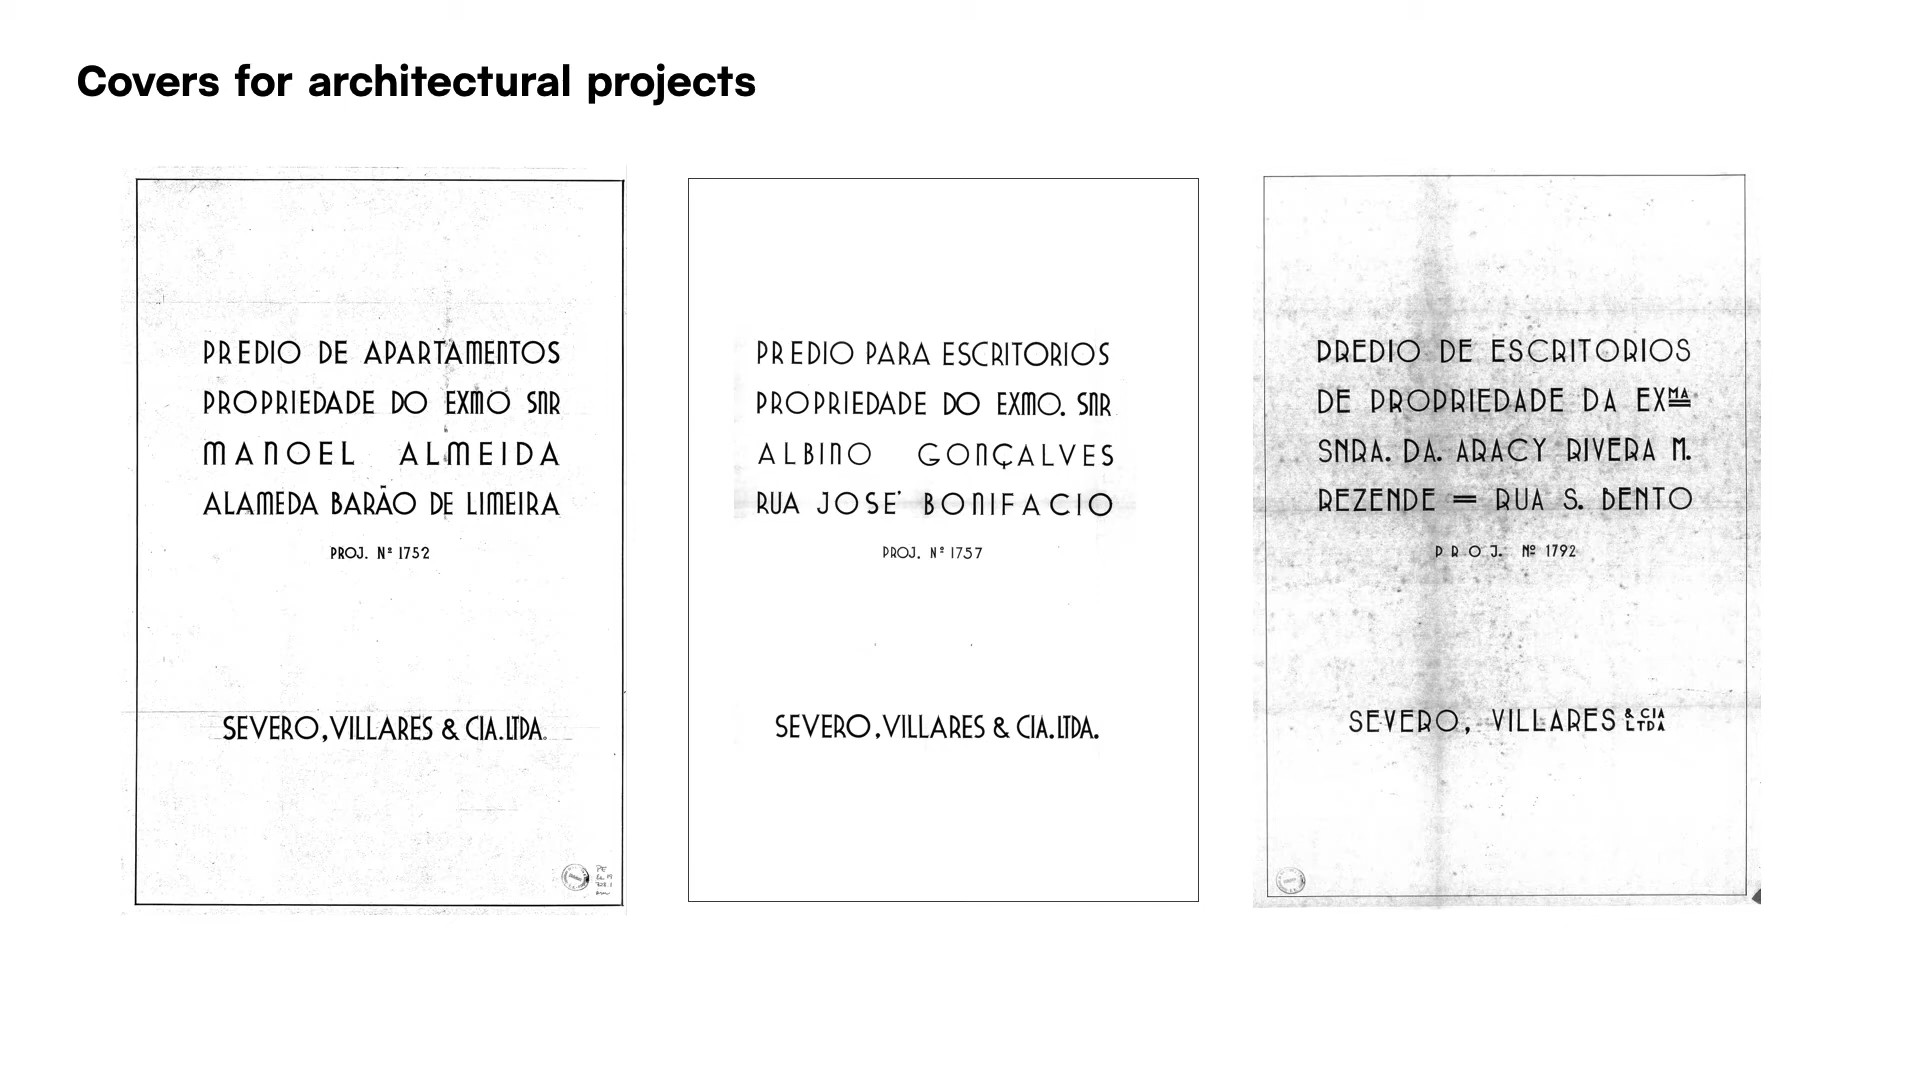 Covers for architectural projects
PREDIO DE APARTAMENTOS
PROPRIEDADE DO EXMO SNR
MANOEL ALMEIDA
ALAMEDA BARÃO DE LIMEIRA
PROJ. Nº 1752
SEVERO, VILLARES & CIA. LTDA.
PREDIO PARA ESCRITORIOS
PROPRIEDADE DO EXMO. SNR
ALBINO GONÇALVES
RUA JOSE' BONIFACIO
PROJ. Nº 1757
SEVERO, VILLARES & CIA. LTDA.
PREDIO DE ESCRITORIOS
DE PROPRIEDADE DA EXMA
SNRA. DA. ARACY RIVERA M.
REZENDE = RUA S. BENTO
PROJ. Nº 1792
SEVERO, VILLARES & CIA LTDA